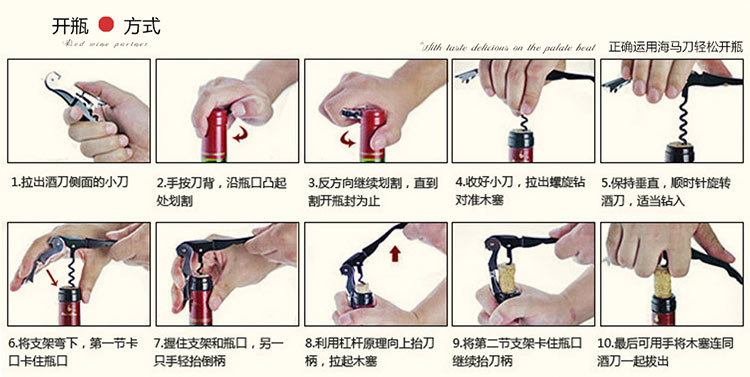 开瓶 方式
Red wine partner
"With taste delicious on the palate beat
正确运用海马刀轻松开瓶
1.拉出酒刀侧面的小刀
2.手按刀背，沿瓶口凸起
处划割
3.反方向继续划割，直到
割开瓶封为止
4.收好小刀，拉出螺旋钻
对准木塞
5.保持垂直，顺时针旋转
酒刀，适当钻入
6.将支架弯下，第一节卡
口卡住瓶口
7.握住支架和瓶口，另一
只手轻抬倒柄
8.利用杠杆原理向上抬刀
柄，拉起木塞
9.将第二节支架卡住瓶口
继续抬刀柄
10.最后可用手将木塞连同
酒刀一起拔出